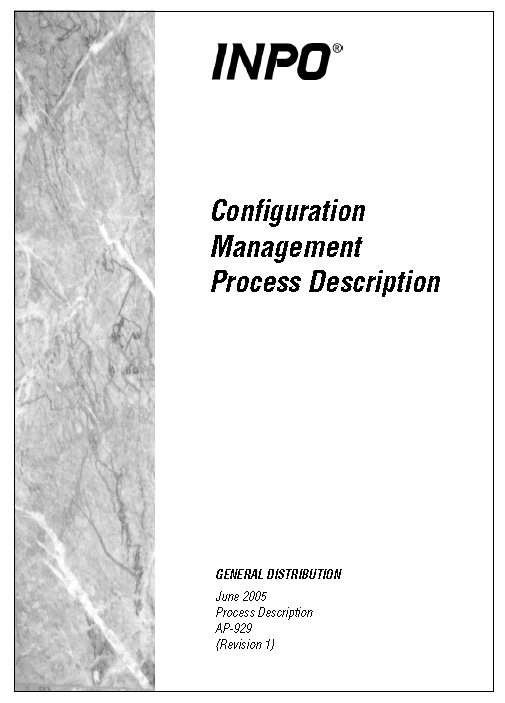 INPO®
Configuration
Management
Process Description
GENERAL DISTRIBUTION
June 2005
Process Description
AP-929
(Revision 1)